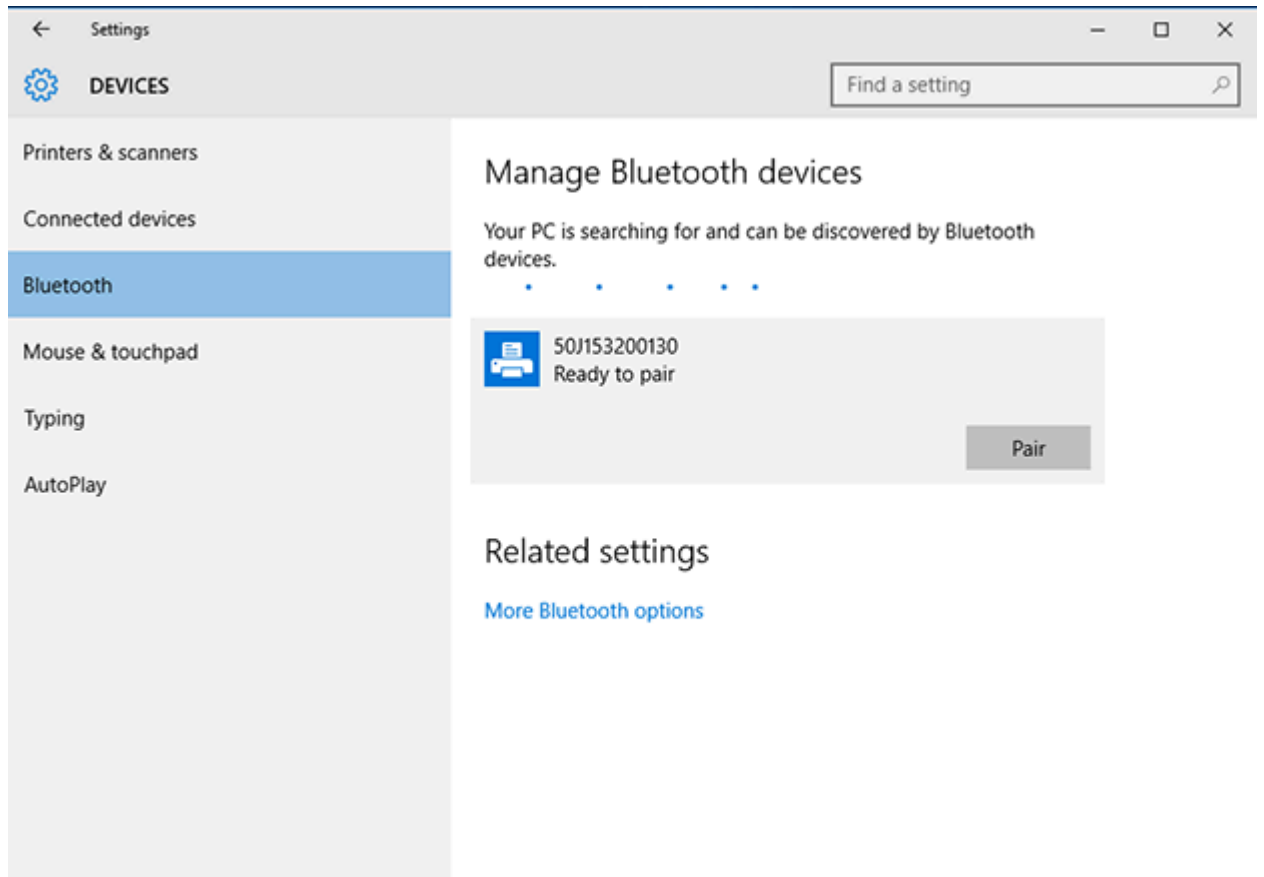 Settings
DEVICES
Find a setting
Printers & scanners
Connected devices
Bluetooth
Mouse & touchpad
Typing
AutoPlay
Manage Bluetooth devices
Your PC is searching for and can be discovered by Bluetooth
devices.
50J153200130
Ready to pair
Pair
Related settings
More Bluetooth options